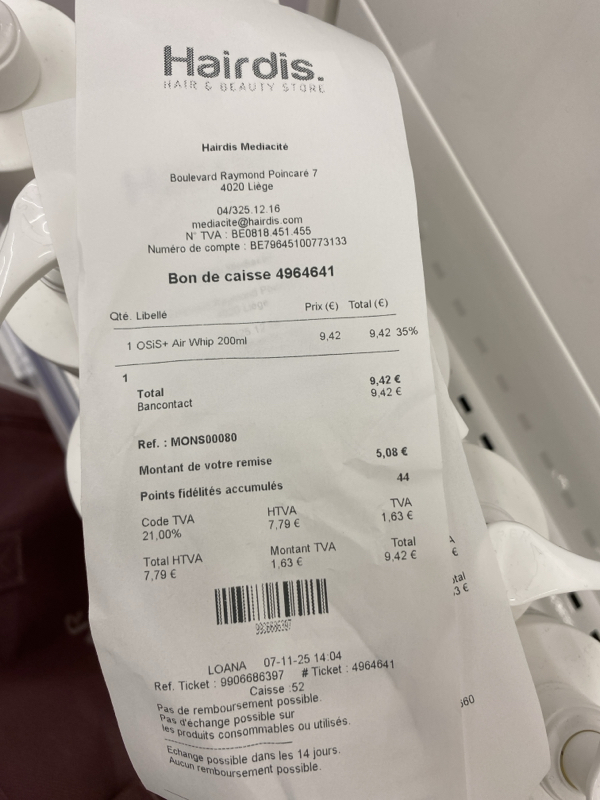 Hairdis.
HAIR & BEAUTY STORE
Hairdis Mediacité
Boulevard Raymond Poincaré 7
4020 Liège
04/325.12.16
mediacite@hairdis.com
N° TVA : BE0818.451.455
Numéro de compte : BE79645100773133
Bon de caisse 4964641
Qté. Libellé Prix (€) Total (€)
1 OSiS+ Air Whip 200ml 9,42 9,42 35%
1
Total 9,42 €
Bancontact 9,42 €
Ref. : MONS00080
Montant de votre remise 5,08 €
Points fidélités accumulés 44
Code TVA HTVA TVA
21,00% 7,79 € 1,63 €
Total HTVA Montant TVA Total
7,79 € 1,63 € 9,42 €
9906686397
LOANA 07-11-25 14:04
Ref. Ticket : 9906686397 # Ticket : 4964641
Caisse :52
Pas de remboursement possible.
Pas d'échange possible sur
les produits consommables ou utilisés.
Echange possible dans les 14 jours.
Aucun remboursement possible.